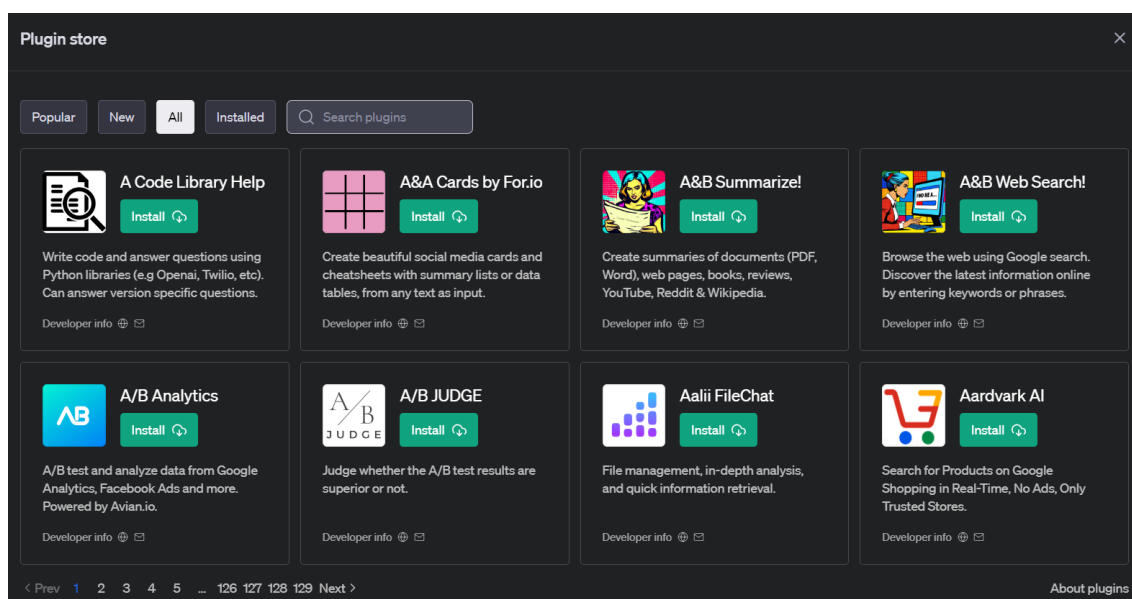 Plugin store
Popular
New
All
Installed
Search plugins
A Code Library Help
Install
Write code and answer questions using
Python libraries (e.g Openai, Twilio, etc).
Can answer version specific questions.
Developer info
A&A Cards by For.io
Install
Create beautiful social media cards and
cheatsheets with summary lists or data
tables, from any text as input.
Developer info
A&B Summarize!
Install
Create summaries of documents (PDF,
Word), web pages, books, reviews,
YouTube, Reddit & Wikipedia.
Developer info
A&B Web Search!
Install
Browse the web using Google search.
Discover the latest information online
by entering keywords or phrases.
Developer info
AB
A/B Analytics
Install
A/B test and analyze data from Google
Analytics, Facebook Ads and more.
Powered by Avian.io.
Developer info
A/B
JUDGE
A/B JUDGE
Install
Judge whether the A/B test results are
superior or not.
Developer info
Aalii FileChat
Install
File management, in-depth analysis,
and quick information retrieval.
Developer info
Aardvark AI
Install
Search for Products on Google
Shopping in Real-Time, No Ads, Only
Trusted Stores.
Developer info
< Prev 1 2 3 4 5 ... 126 127 128 129 Next >
About plugins